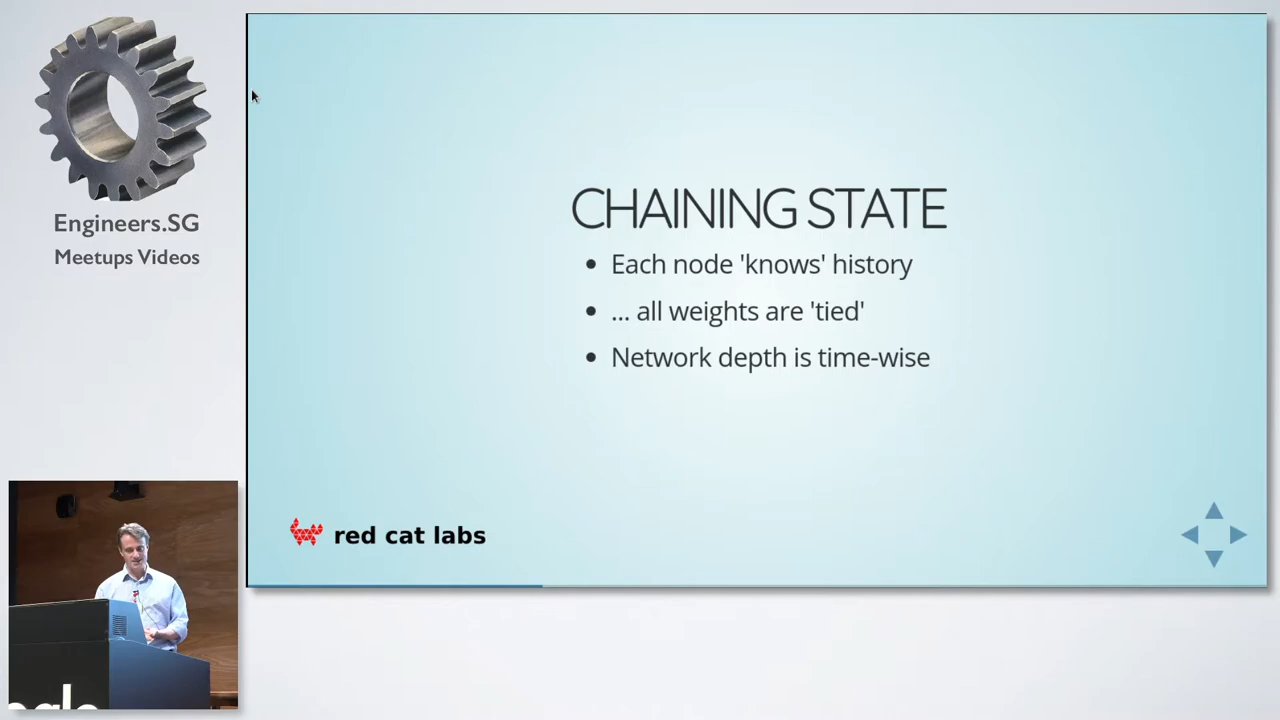 Engineers.SG
Meetups Videos
CHAINING STATE
• Each node 'knows' history
• ... all weights are 'tied'
• Network depth is time-wise
red cat labs